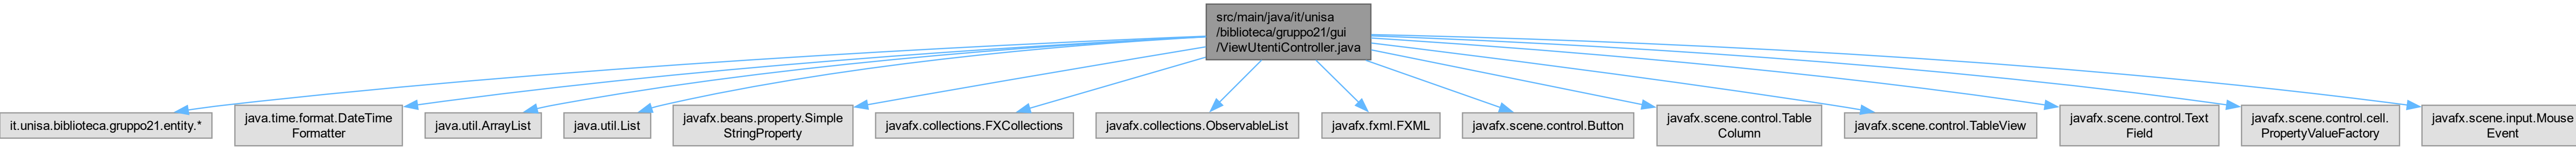 src/main/java/it/unisa
/biblioteca/gruppo21/gui
/ViewUtentiController.java
it.unisa.biblioteca.gruppo21.entity.*
java.time.format.DateTime
Formatter
java.util.ArrayList
java.util.List
javafx.beans.property.Simple
StringProperty
javafx.collections.FXCollections
javafx.collections.ObservableList
javafx.fxml.FXML
javafx.scene.control.Button
javafx.scene.control.Table
Column
javafx.scene.control.TableView
javafx.scene.control.Text
Field
javafx.scene.control.cell.
PropertyValueFactory
javafx.scene.input.Mouse
Event